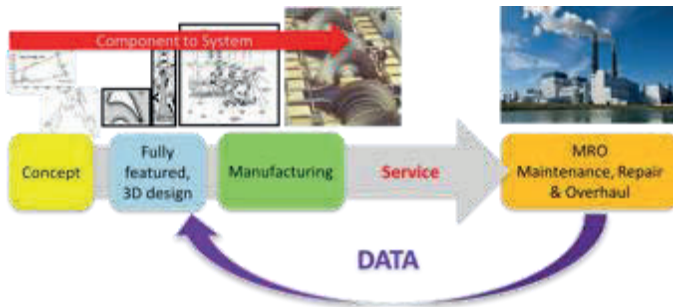 Component to System
Concept
Fully
featured,
3D design
Manufacturing
Service
MRO
Maintenance, Repair
& Overhaul
DATA